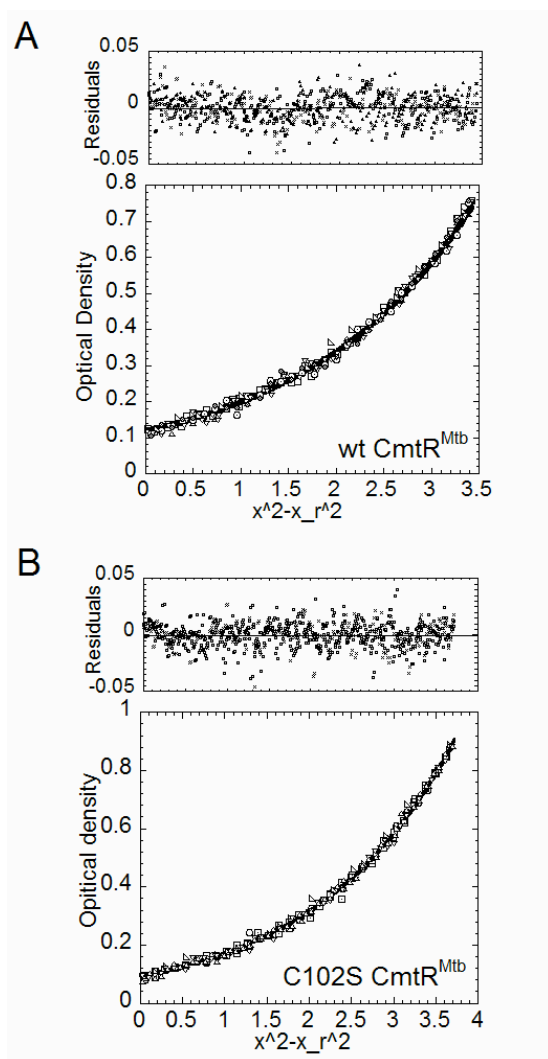 A
0.05
0
-0.05
Residuals
0.8
0.7
0.6
0.5
0.4
0.3
0.2
0.1
0
Optical Density
wt CmtR^Mtb
0 0.5 1 1.5 2 2.5 3 3.5
x^2-x_r^2
B
0.05
0
-0.05
Residuals
1
0.8
0.6
0.4
0.2
0
Opitical density
C102S CmtR^Mtb
0 0.5 1 1.5 2 2.5 3 3.5 4
x^2-x_r^2